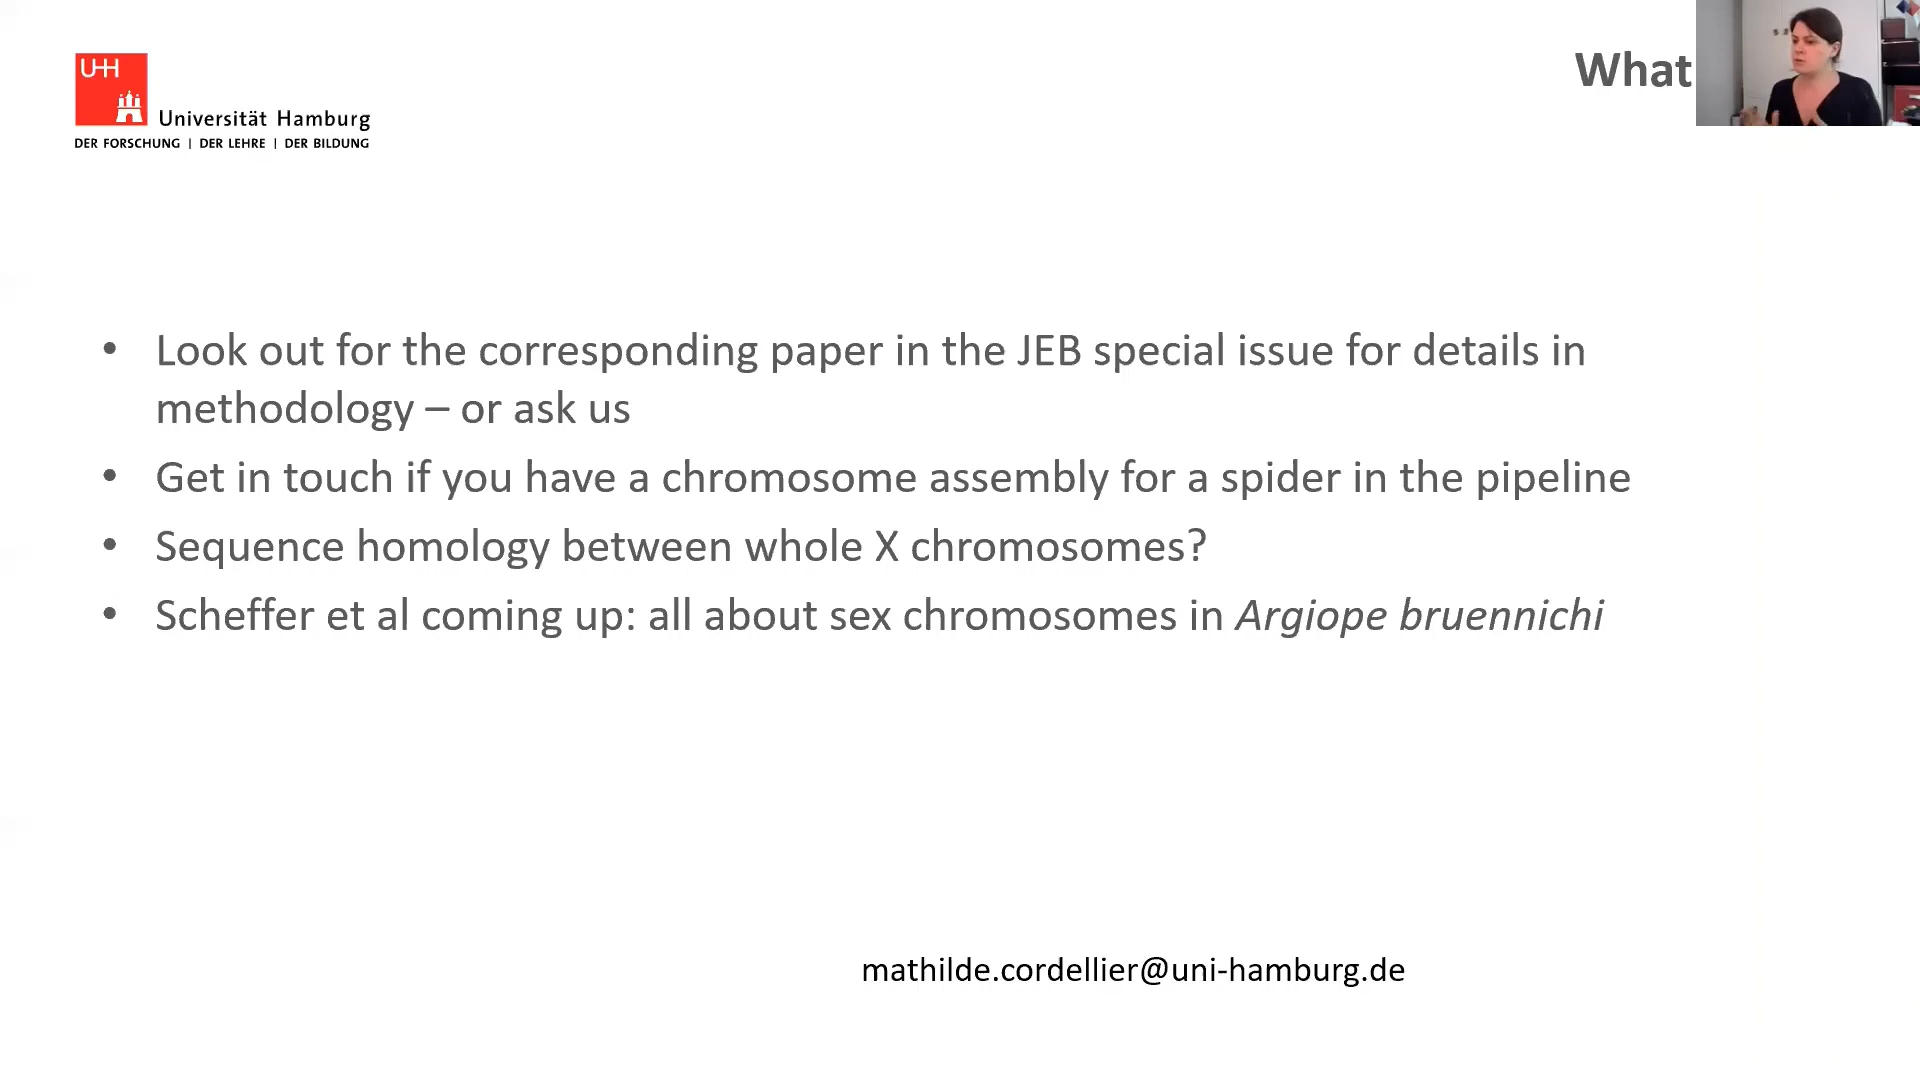 UHH
Universität Hamburg
DER FORSCHUNG | DER LEHRE | DER BILDUNG
What
• Look out for the corresponding paper in the JEB special issue for details in
methodology – or ask us
• Get in touch if you have a chromosome assembly for a spider in the pipeline
• Sequence homology between whole X chromosomes?
• Scheffer et al coming up: all about sex chromosomes in Argiope bruennichi
mathilde.cordellier@uni-hamburg.de